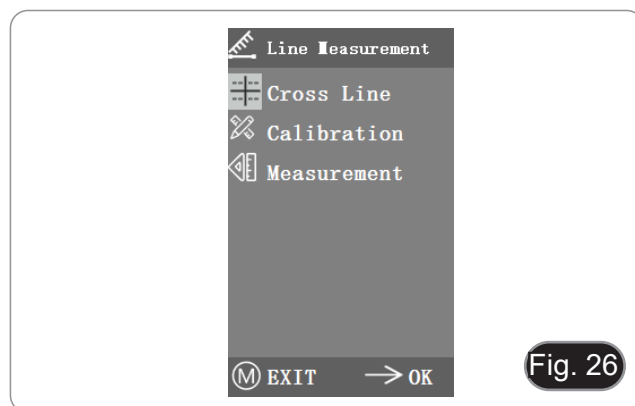 Line Measurement
Cross Line
Calibration
Measurement
M EXIT → OK
Fig. 26